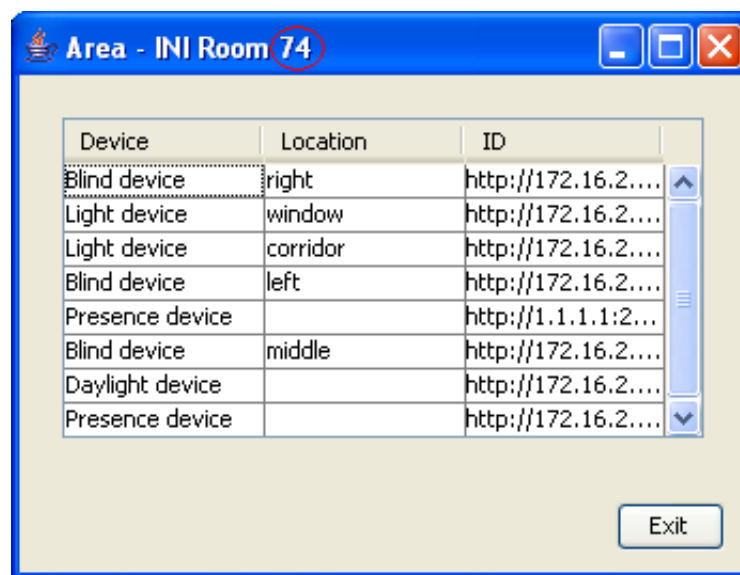 Area - INI Room 74
Device Location ID
Blind device right http://172.16.2....
Light device window http://172.16.2....
Light device corridor http://172.16.2....
Blind device left http://172.16.2....
Presence device http://1.1.1.1:2...
Blind device middle http://172.16.2....
Daylight device http://172.16.2....
Presence device http://172.16.2....
Exit